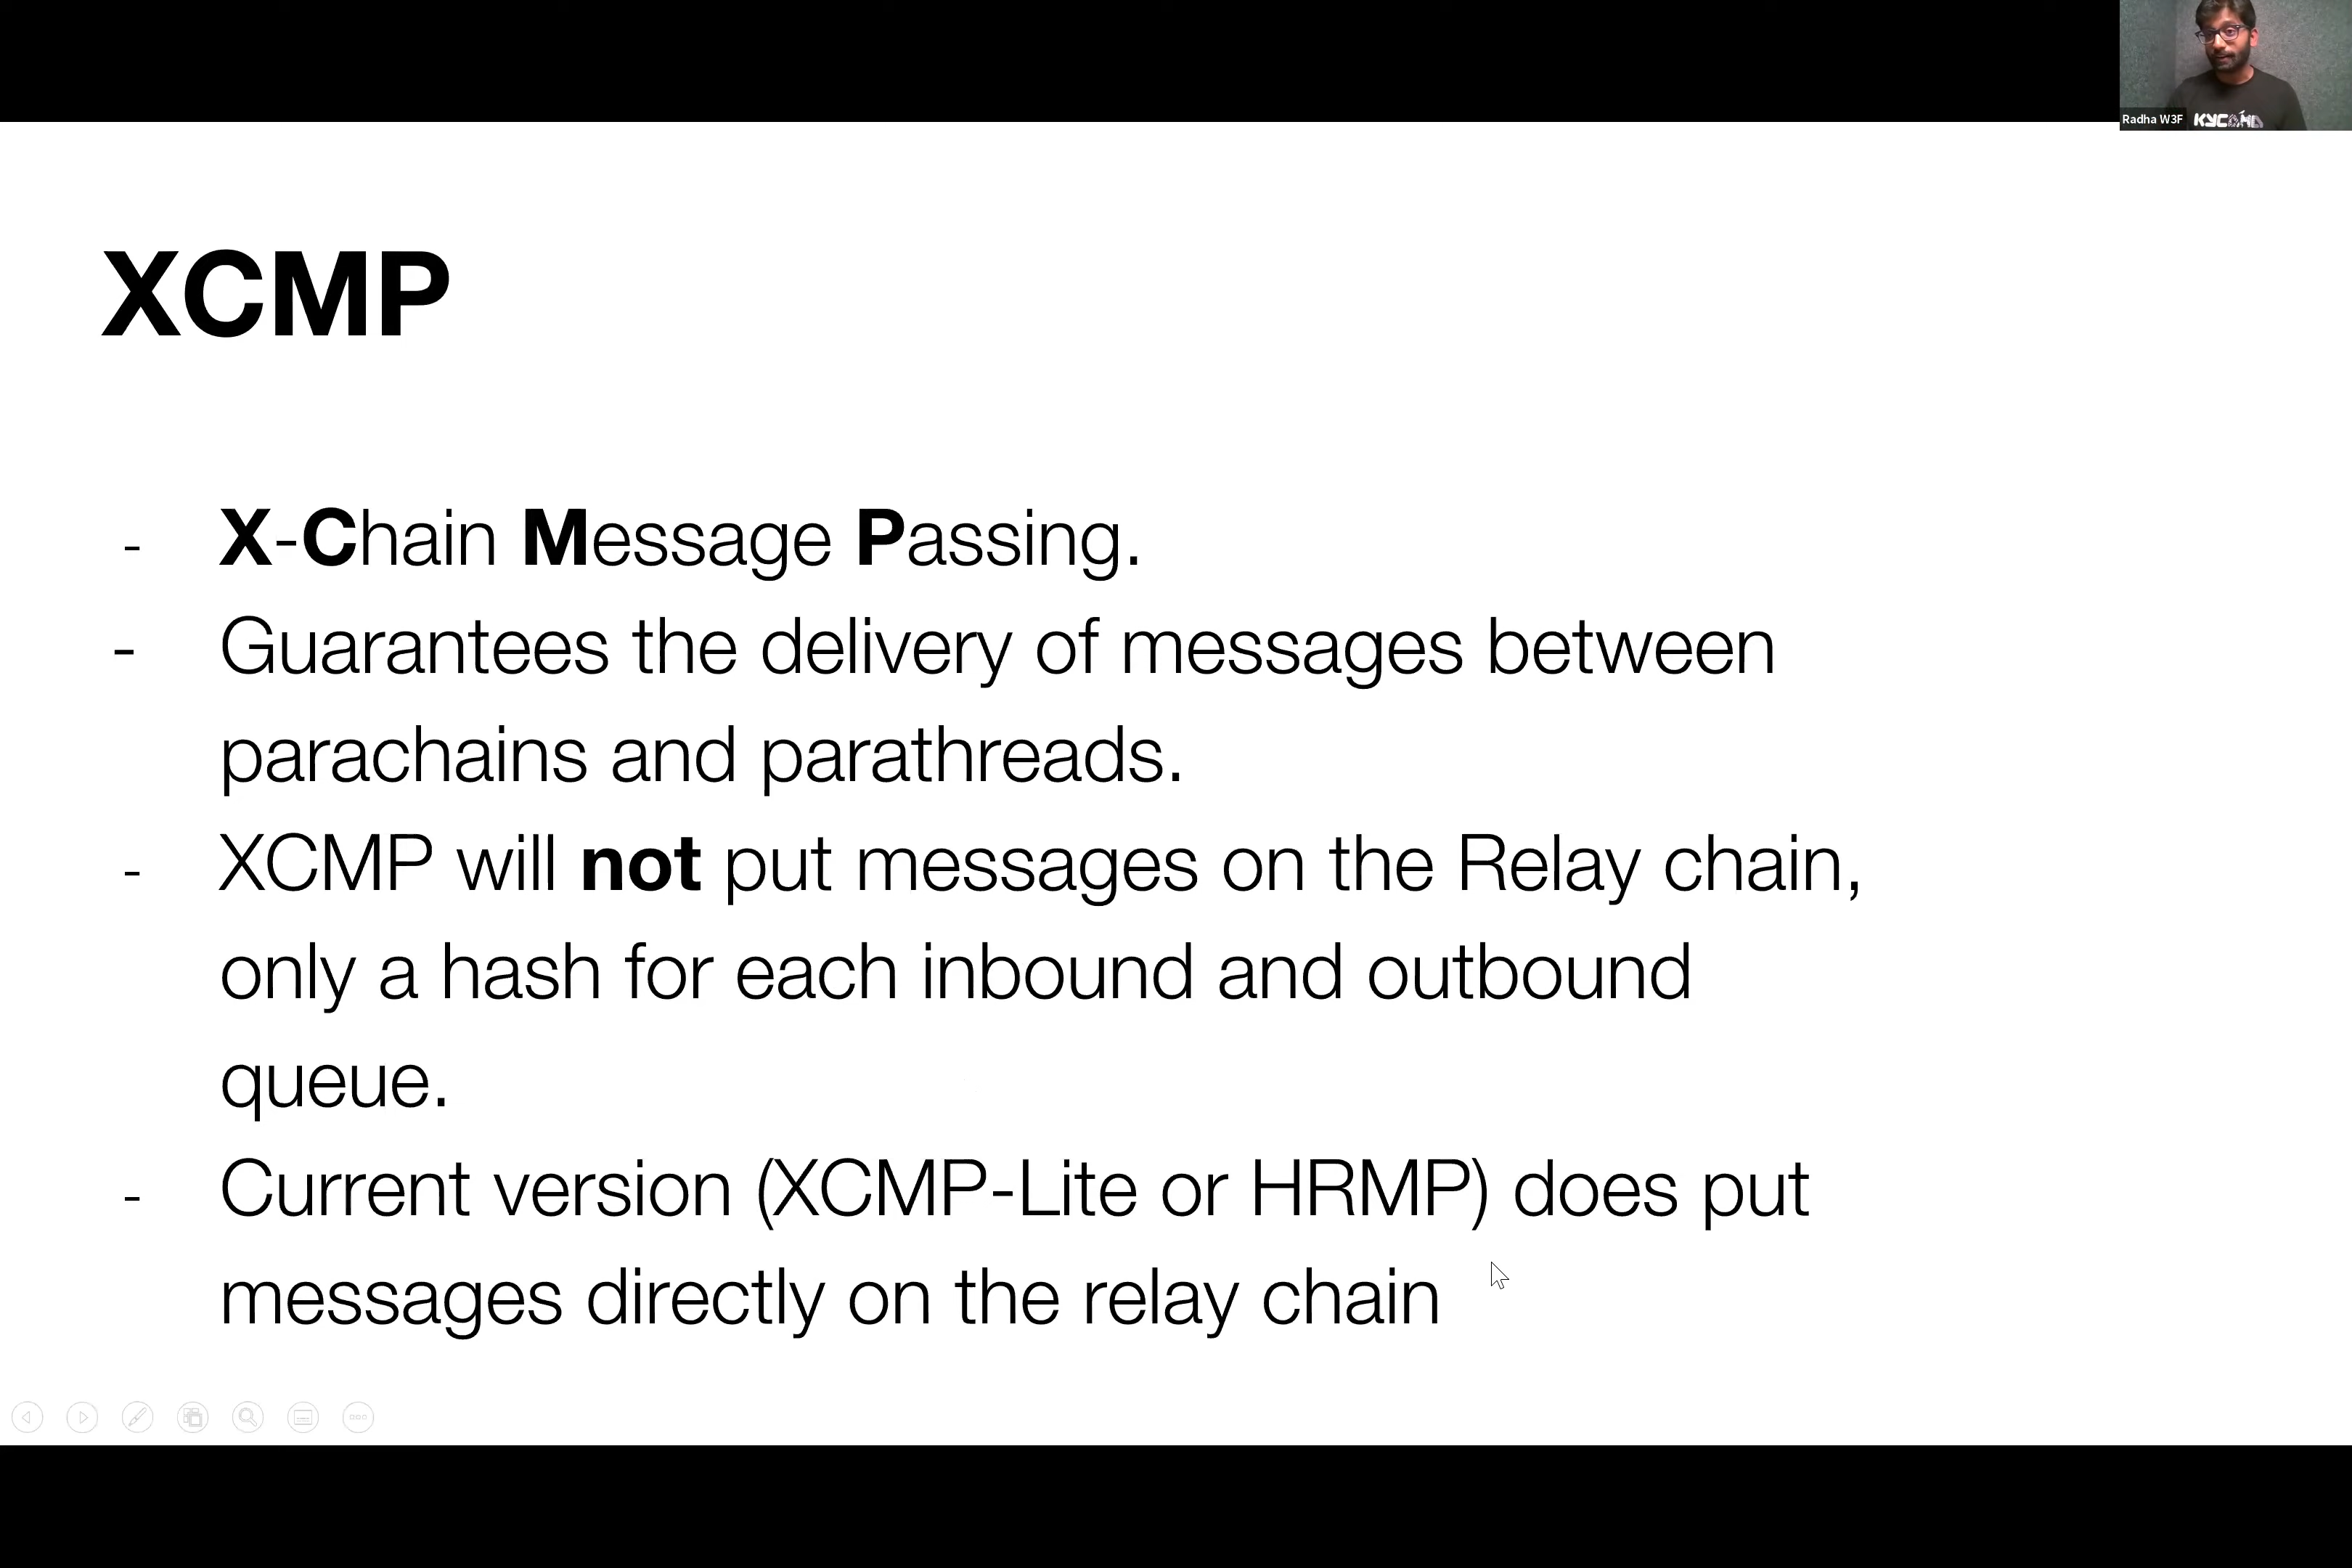 Radha W3F
XCMP
- X-Chain Message Passing.
- Guarantees the delivery of messages between
parachains and parathreads.
- XCMP will not put messages on the Relay chain,
only a hash for each inbound and outbound
queue.
- Current version (XCMP-Lite or HRMP) does put
messages directly on the relay chain